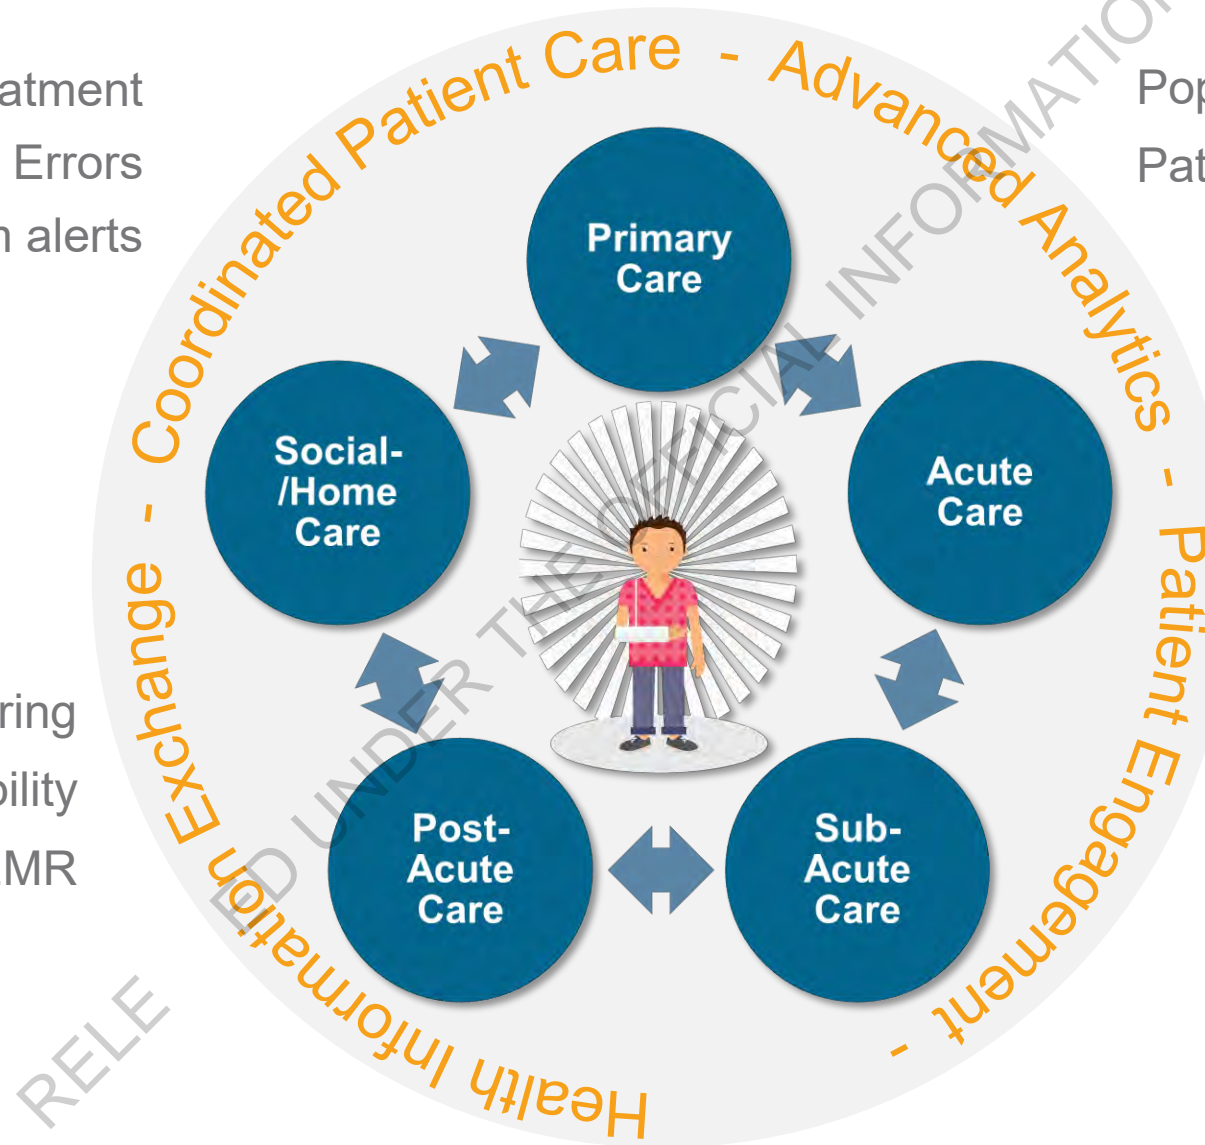 Coordinated Patient Care - Advanced Analytics - Patient Engagement - Health Information Exchange -
eatment
Errors
alerts
Pop
Pat
Primary
Care
Social-
/Home
Care
Acute
Care
ring
bility
MR
Post-
Acute
Care
Sub-
Acute
Care
RELE ED UNDER THE OFFICIAL INFORMATION